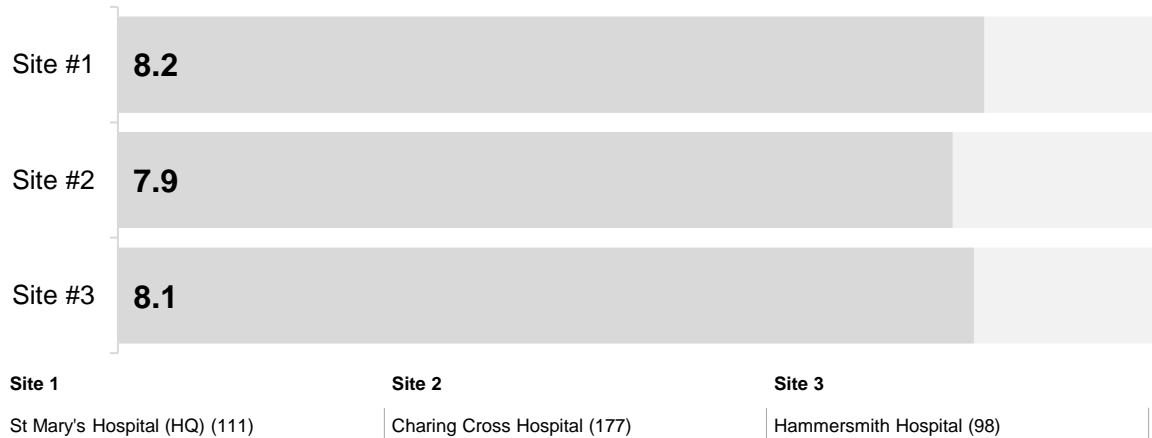 Site #1 8.2
Site #2 7.9
Site #3 8.1
Site 1 Site 2 Site 3
St Mary's Hospital (HQ) (111) Charing Cross Hospital (177) Hammersmith Hospital (98)